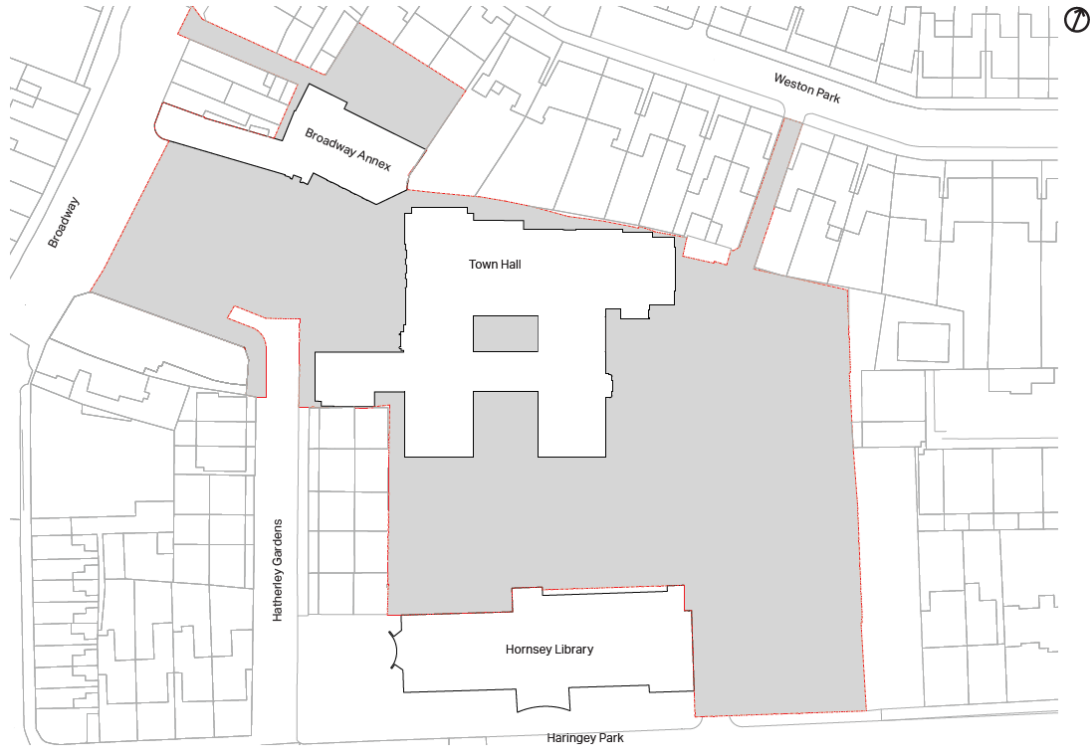 Weston Park
Broadway Annex
Broadway
Town Hall
Hatherley Gardens
Hornsey Library
Haringey Park